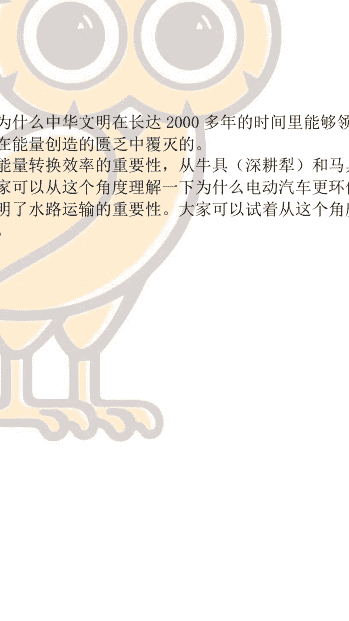 为什么中华文明在长达 2000 多年的时间里能够领
在能量创造的匮乏中覆灭的。
能量转换效率的重要性，从牛具（深耕犁）和马
家可以从这个角度理解一下为什么电动汽车更环
明了水路运输的重要性。大家可以试着从这个角
。